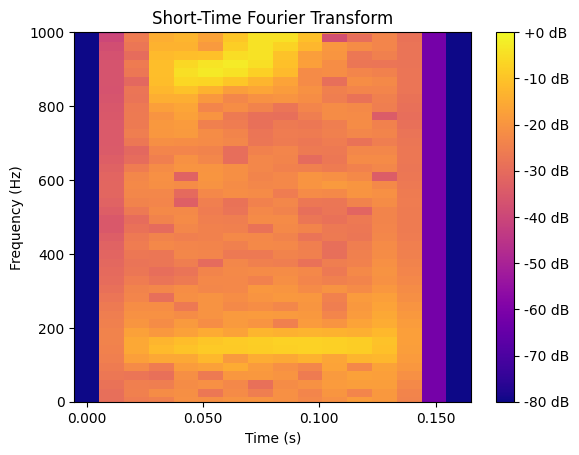 Short-Time Fourier Transform
1000
800
600
400
200
0
Frequency (Hz)
0.000
0.050
0.100
0.150
Time (s)
+0 dB
-10 dB
-20 dB
-30 dB
-40 dB
-50 dB
-60 dB
-70 dB
-80 dB